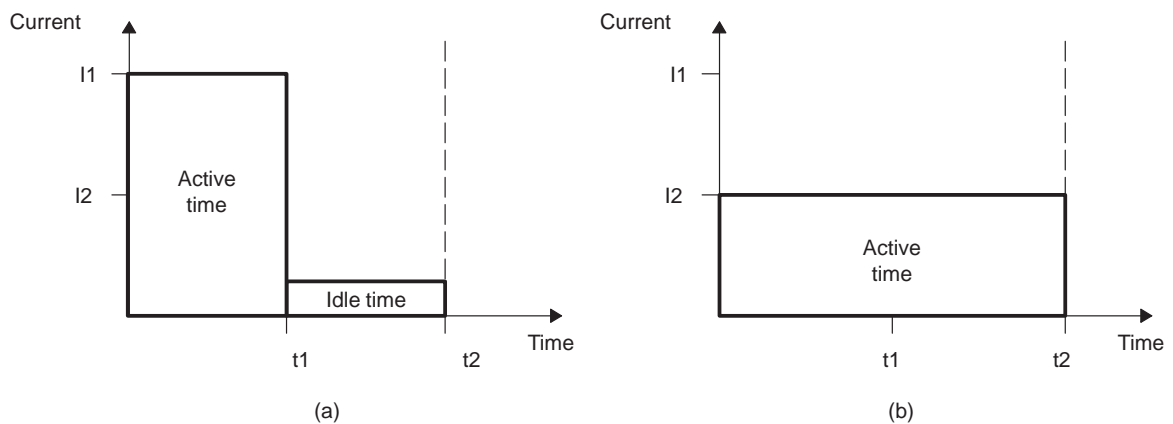 Current
I1
I2
Active
time
Idle time
t1
t2
Time
(a)
Current
I1
I2
Active
time
t1
t2
Time
(b)